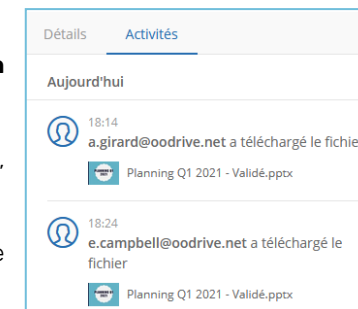 Détails Activités
Aujourd'hui
18:14
a.girard@oodrive.net a téléchargé le fichie
Planning Q1 2021 - Validé.pptx
18:24
e.campbell@oodrive.net a téléchargé le
fichier
Planning Q1 2021 - Validé.pptx